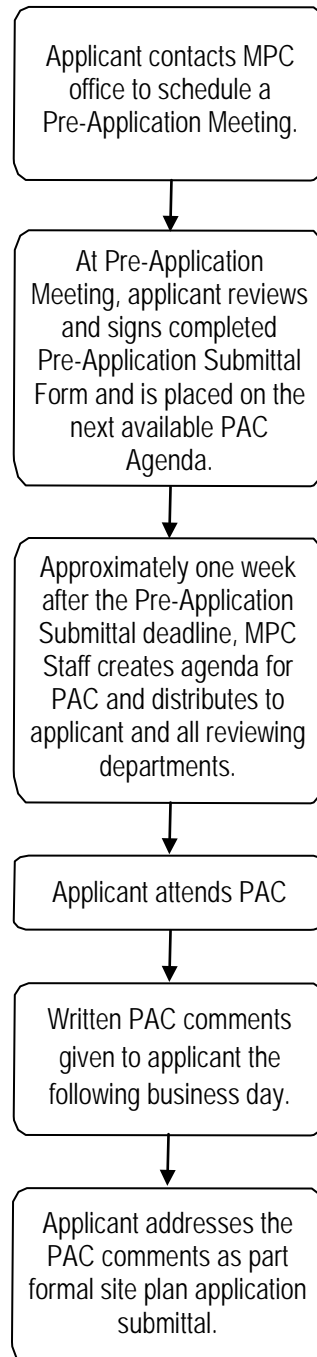 Applicant contacts MPC
office to schedule a
Pre-Application Meeting.
At Pre-Application
Meeting, applicant reviews
and signs completed
Pre-Application Submittal
Form and is placed on the
next available PAC
Agenda.
Approximately one week
after the Pre-Application
Submittal deadline, MPC
Staff creates agenda for
PAC and distributes to
applicant and all reviewing
departments.
Applicant attends PAC
Written PAC comments
given to applicant the
following business day.
Applicant addresses the
PAC comments as part
formal site plan application
submittal.